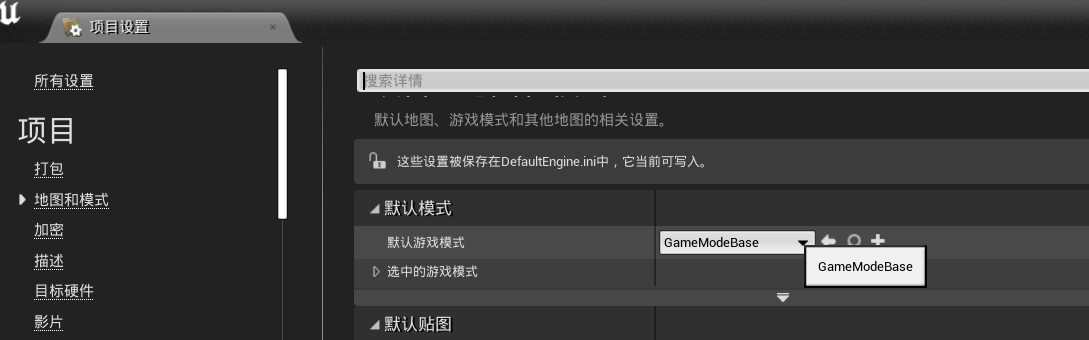 项目设置
所有设置
项目
打包
地图和模式
加密
描述
目标硬件
影片
搜索详情
默认地图、游戏模式和其他地图的相关设置。
这些设置被保存在DefaultEngine.ini中，它当前可写入。
默认模式
默认游戏模式
GameModeBase
GameModeBase
选中的游戏模式
默认贴图